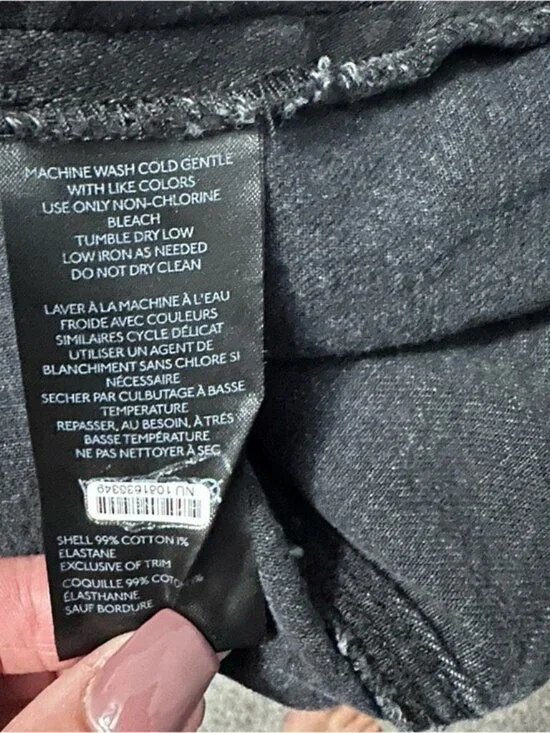 MACHINE WASH COLD GENTLE
WITH LIKE COLORS
USE ONLY NON-CHLORINE
BLEACH
TUMBLE DRY LOW
LOW IRON AS NEEDED
DO NOT DRY CLEAN
LAVER À LA MACHINE À L'EAU
FROIDE AVEC COULEURS
SIMILAIRES CYCLE DÉLICAT
UTILISER UN AGENT DE
BLANCHIMENT SANS CHLORE SI
NÉCESSAIRE
SECHER PAR CULBUTAGE À BASSE
TEMPERATURE
REPASSER, AU BESOIN, À TRÈS
BASSE TEMPÉRATURE
NE PAS NETTOYER À SEC
SHELL 99% COTTON 1%
ELASTANE
EXCLUSIVE OF TRIM
COQUILLE 99%
ÉLASTHANNE
SAUF BORDURE